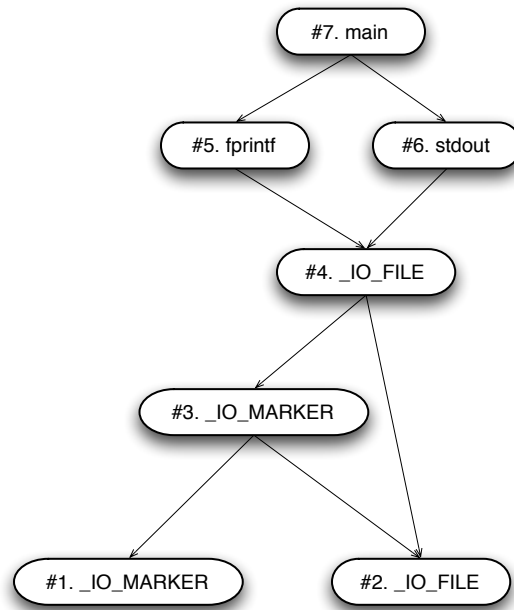 #7. main
#5. fprintf
#6. stdout
#4. _IO_FILE
#3. _IO_MARKER
#1. _IO_MARKER
#2. _IO_FILE